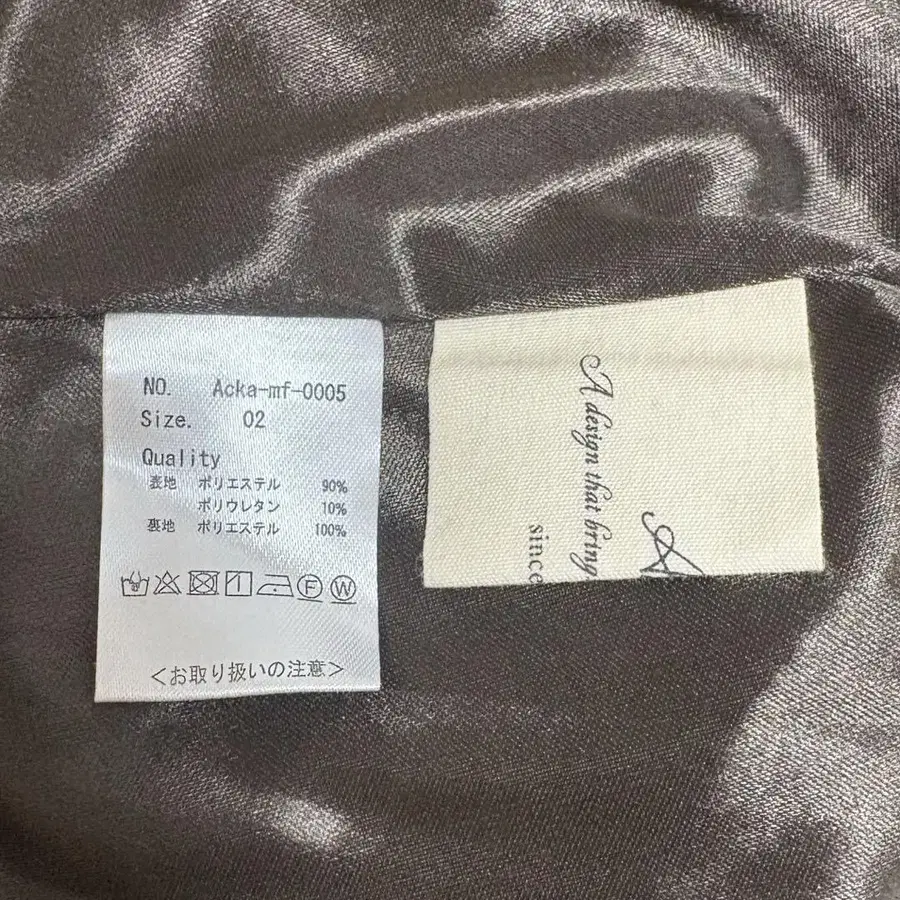 NO. Acka-mf-0005
Size. 02
Quality
表地 ポリエステル 90%
ポリウレタン 10%
裏地 ポリエステル 100%
F W
＜お取り扱いの注意＞
A design that bring
since